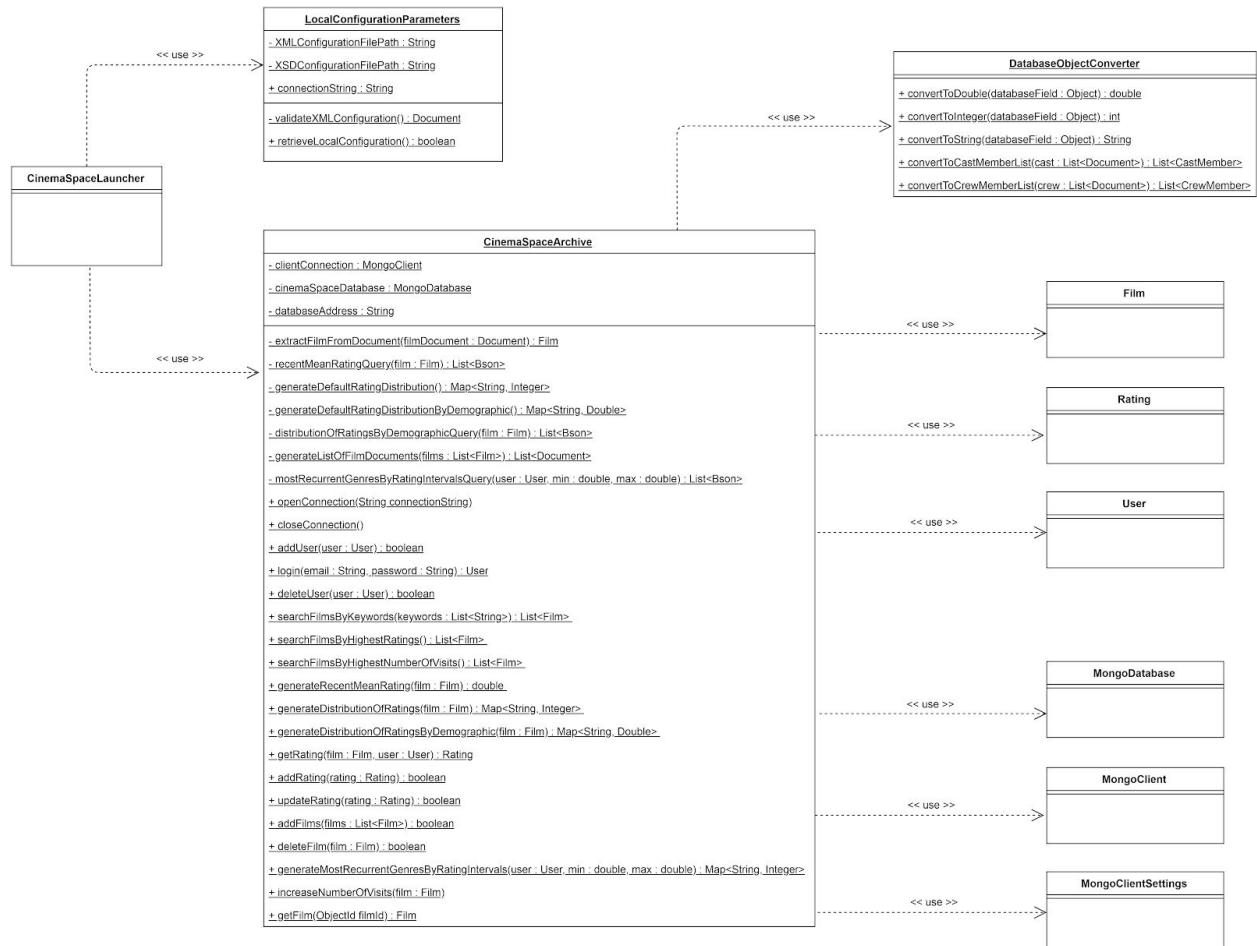 LocalConfigurationParameters
- XMLConfigurationFilePath : String
- XSDConfigurationFilePath : String
+ connectionString : String
- validateXMLConfiguration() : Document
+ retrieveLocalConfiguration() : boolean
<< use >>
DatabaseObjectConverter
+ convertToDouble(databaseField : Object) : double
+ convertToInteger(databaseField : Object) : int
+ convertToString(databaseField : Object) : String
+ convertToCastMemberList(cast : List<Document>) : List<CastMember>
+ convertToCrewMemberList(crew : List<Document>) : List<CrewMember>
<< use >>
CinemaSpaceLauncher
<< use >>
CinemaSpaceArchive
- clientConnection : MongoClient
- cinemaSpaceDatabase : MongoDatabase
- databaseAddress : String
- extractFilmFromDocument(filmDocument : Document) : Film
- recentMeanRatingQuery(film : Film) : List<Bson>
- generateDefaultRatingDistribution() : Map<String, Integer>
- generateDefaultRatingDistributionByDemographic() : Map<String, Double>
- distributionOfRatingsByDemographicQuery(film : Film) : List<Bson>
- generateListOfFilmDocuments(films : List<Film>) : List<Document>
- mostRecurrentGenresByRatingIntervalsQuery(user : User, min : double, max : double) : List<Bson>
+ openConnection(String connectionString)
+ closeConnection()
+ addUser(user : User) : boolean
+ login(email : String, password : String) : User
+ deleteUser(user : User) : boolean
+ searchFilmsByKeywords(keywords : List<String>) : List<Film>
+ searchFilmsByHighestRatings() : List<Film>
+ searchFilmsByHighestNumberOfVisits() : List<Film>
+ generateRecentMeanRating(film : Film) : double
+ generateDistributionOfRatings(film : Film) : Map<String, Integer>
+ generateDistributionOfRatingsByDemographic(film : Film) : Map<String, Double>
+ getRating(film : Film, user : User) : Rating
+ addRating(rating : Rating) : boolean
+ updateRating(rating : Rating) : boolean
+ addFilms(films : List<Film>) : boolean
+ deleteFilm(film : Film) : boolean
+ generateMostRecurrentGenresByRatingIntervals(user : User, min : double, max : double) : Map<String, Integer>
+ increaseNumberOfVisits(film : Film)
+ getFilm(ObjectId filmId) : Film
<< use >>
Film
<< use >>
Rating
<< use >>
User
<< use >>
MongoDatabase
<< use >>
MongoClient
<< use >>
MongoClientSettings